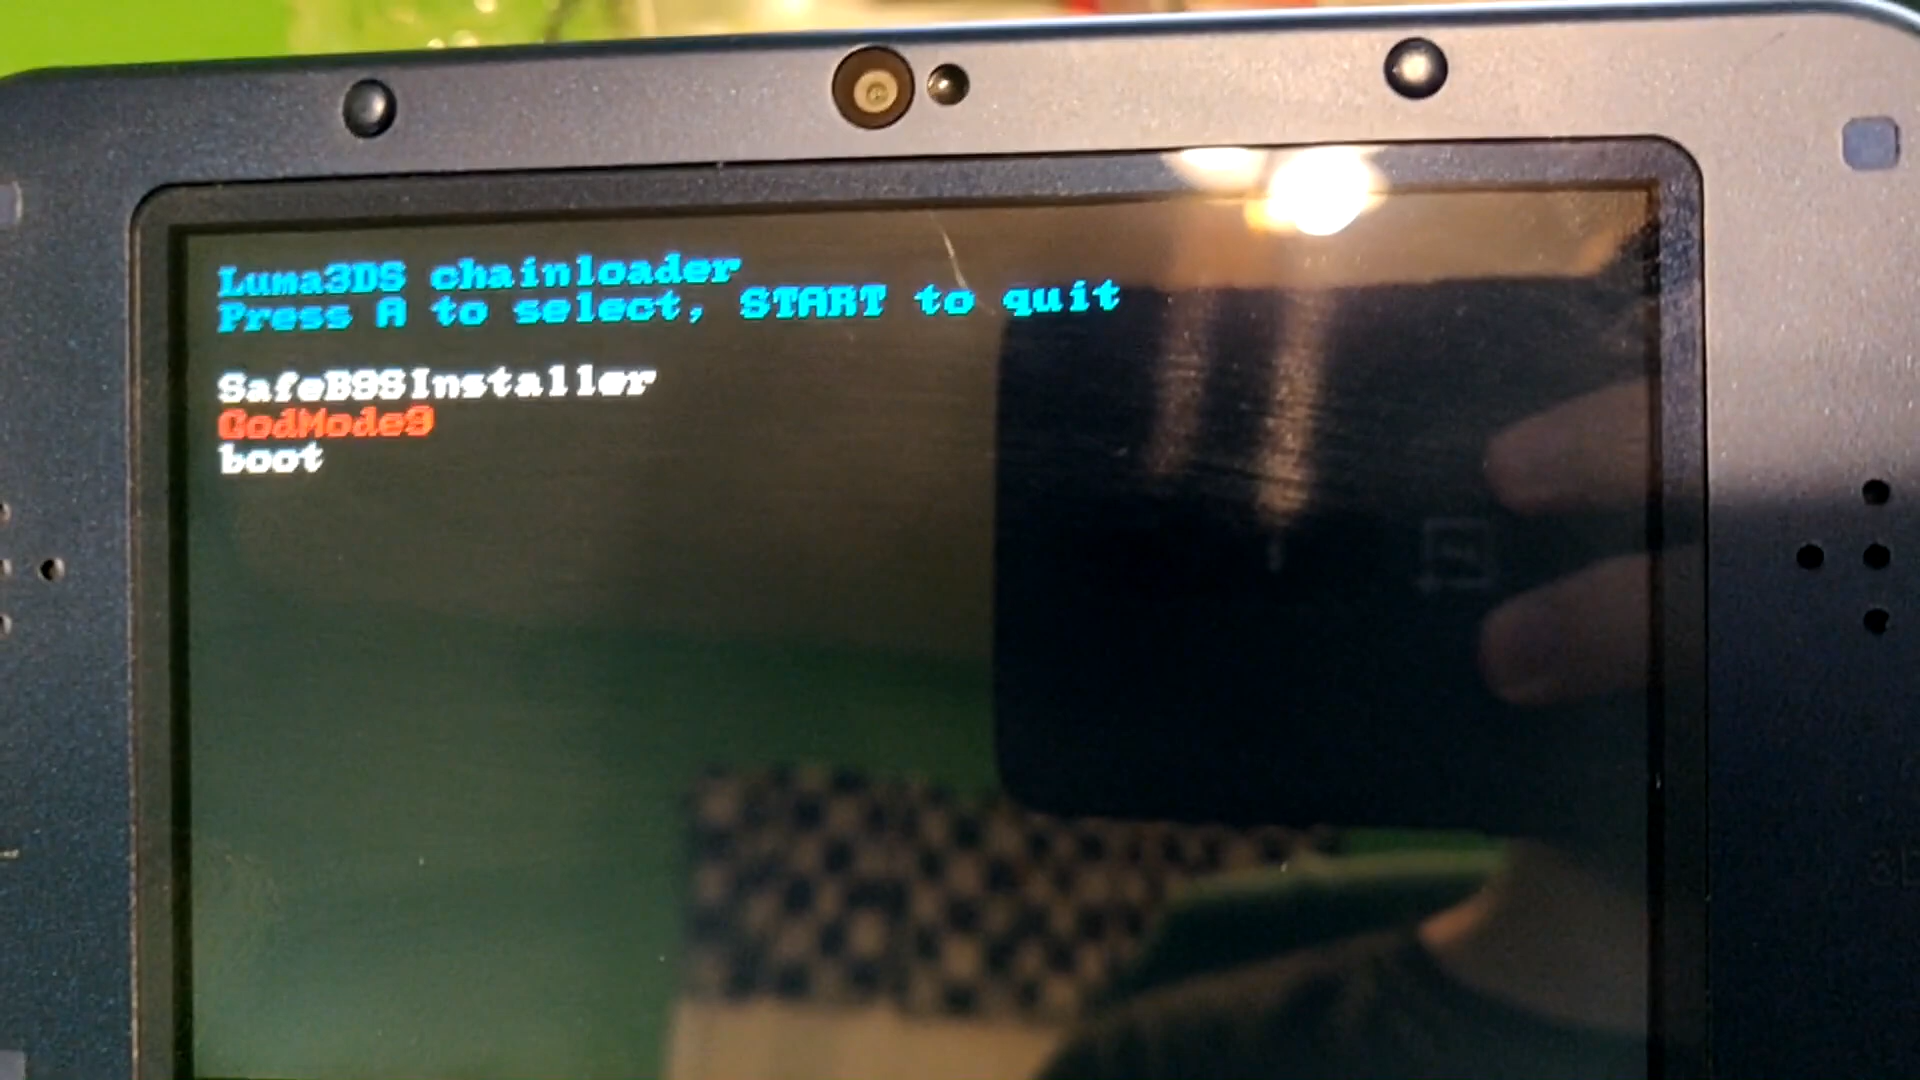 Luma3DS chainloader
Press A to select, START to quit
SafeB9SInstaller
GodMode9
boot